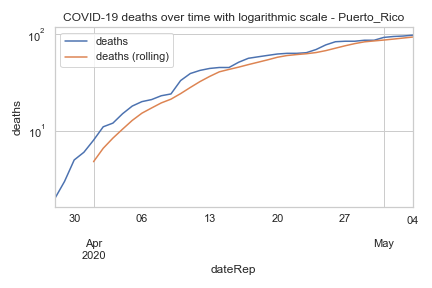 COVID-19 deaths over time with logarithmic scale - Puerto_Rico
10²
deaths
deaths (rolling)
deaths
10¹
30 06 13 20 27 04
Apr May
2020
dateRep